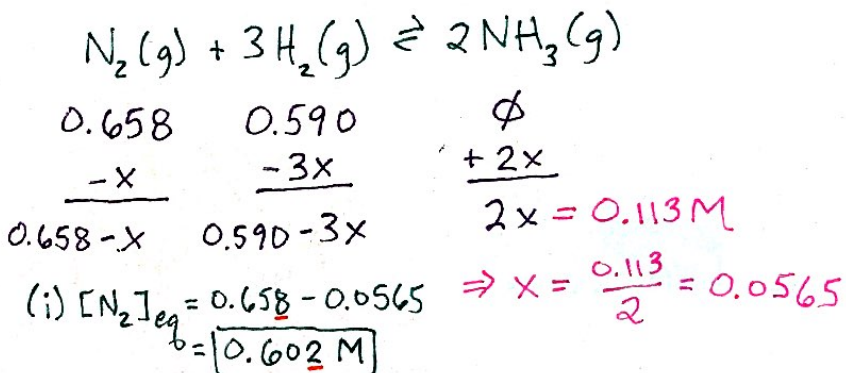 N₂(g) + 3H₂(g) ⇌ 2NH₃(g)
0.658 0.590 ∅
-x -3x +2x
0.658-x 0.590-3x 2x = 0.113M
(i) [N₂]eq = 0.658 - 0.0565 ⇒ x = 0.113/2 = 0.0565
= 0.602 M